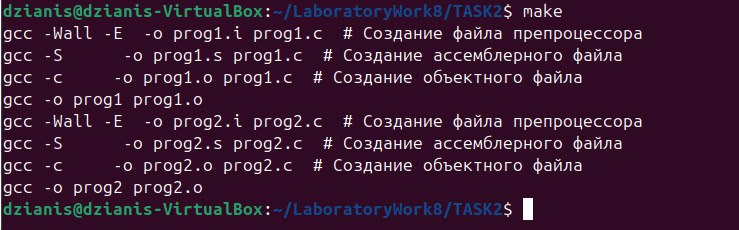 dzianis@dzianis-VirtualBox:~/LaboratoryWork8/TASK2$ make
gcc -Wall -E  -o prog1.i prog1.c  # Создание файла препроцессора
gcc -S      -o prog1.s prog1.c  # Создание ассемблерного файла
gcc -c      -o prog1.o prog1.c  # Создание объектного файла
gcc -o prog1 prog1.o
gcc -Wall -E  -o prog2.i prog2.c  # Создание файла препроцессора
gcc -S      -o prog2.s prog2.c  # Создание ассемблерного файла
gcc -c      -o prog2.o prog2.c  # Создание объектного файла
gcc -o prog2 prog2.o
dzianis@dzianis-VirtualBox:~/LaboratoryWork8/TASK2$